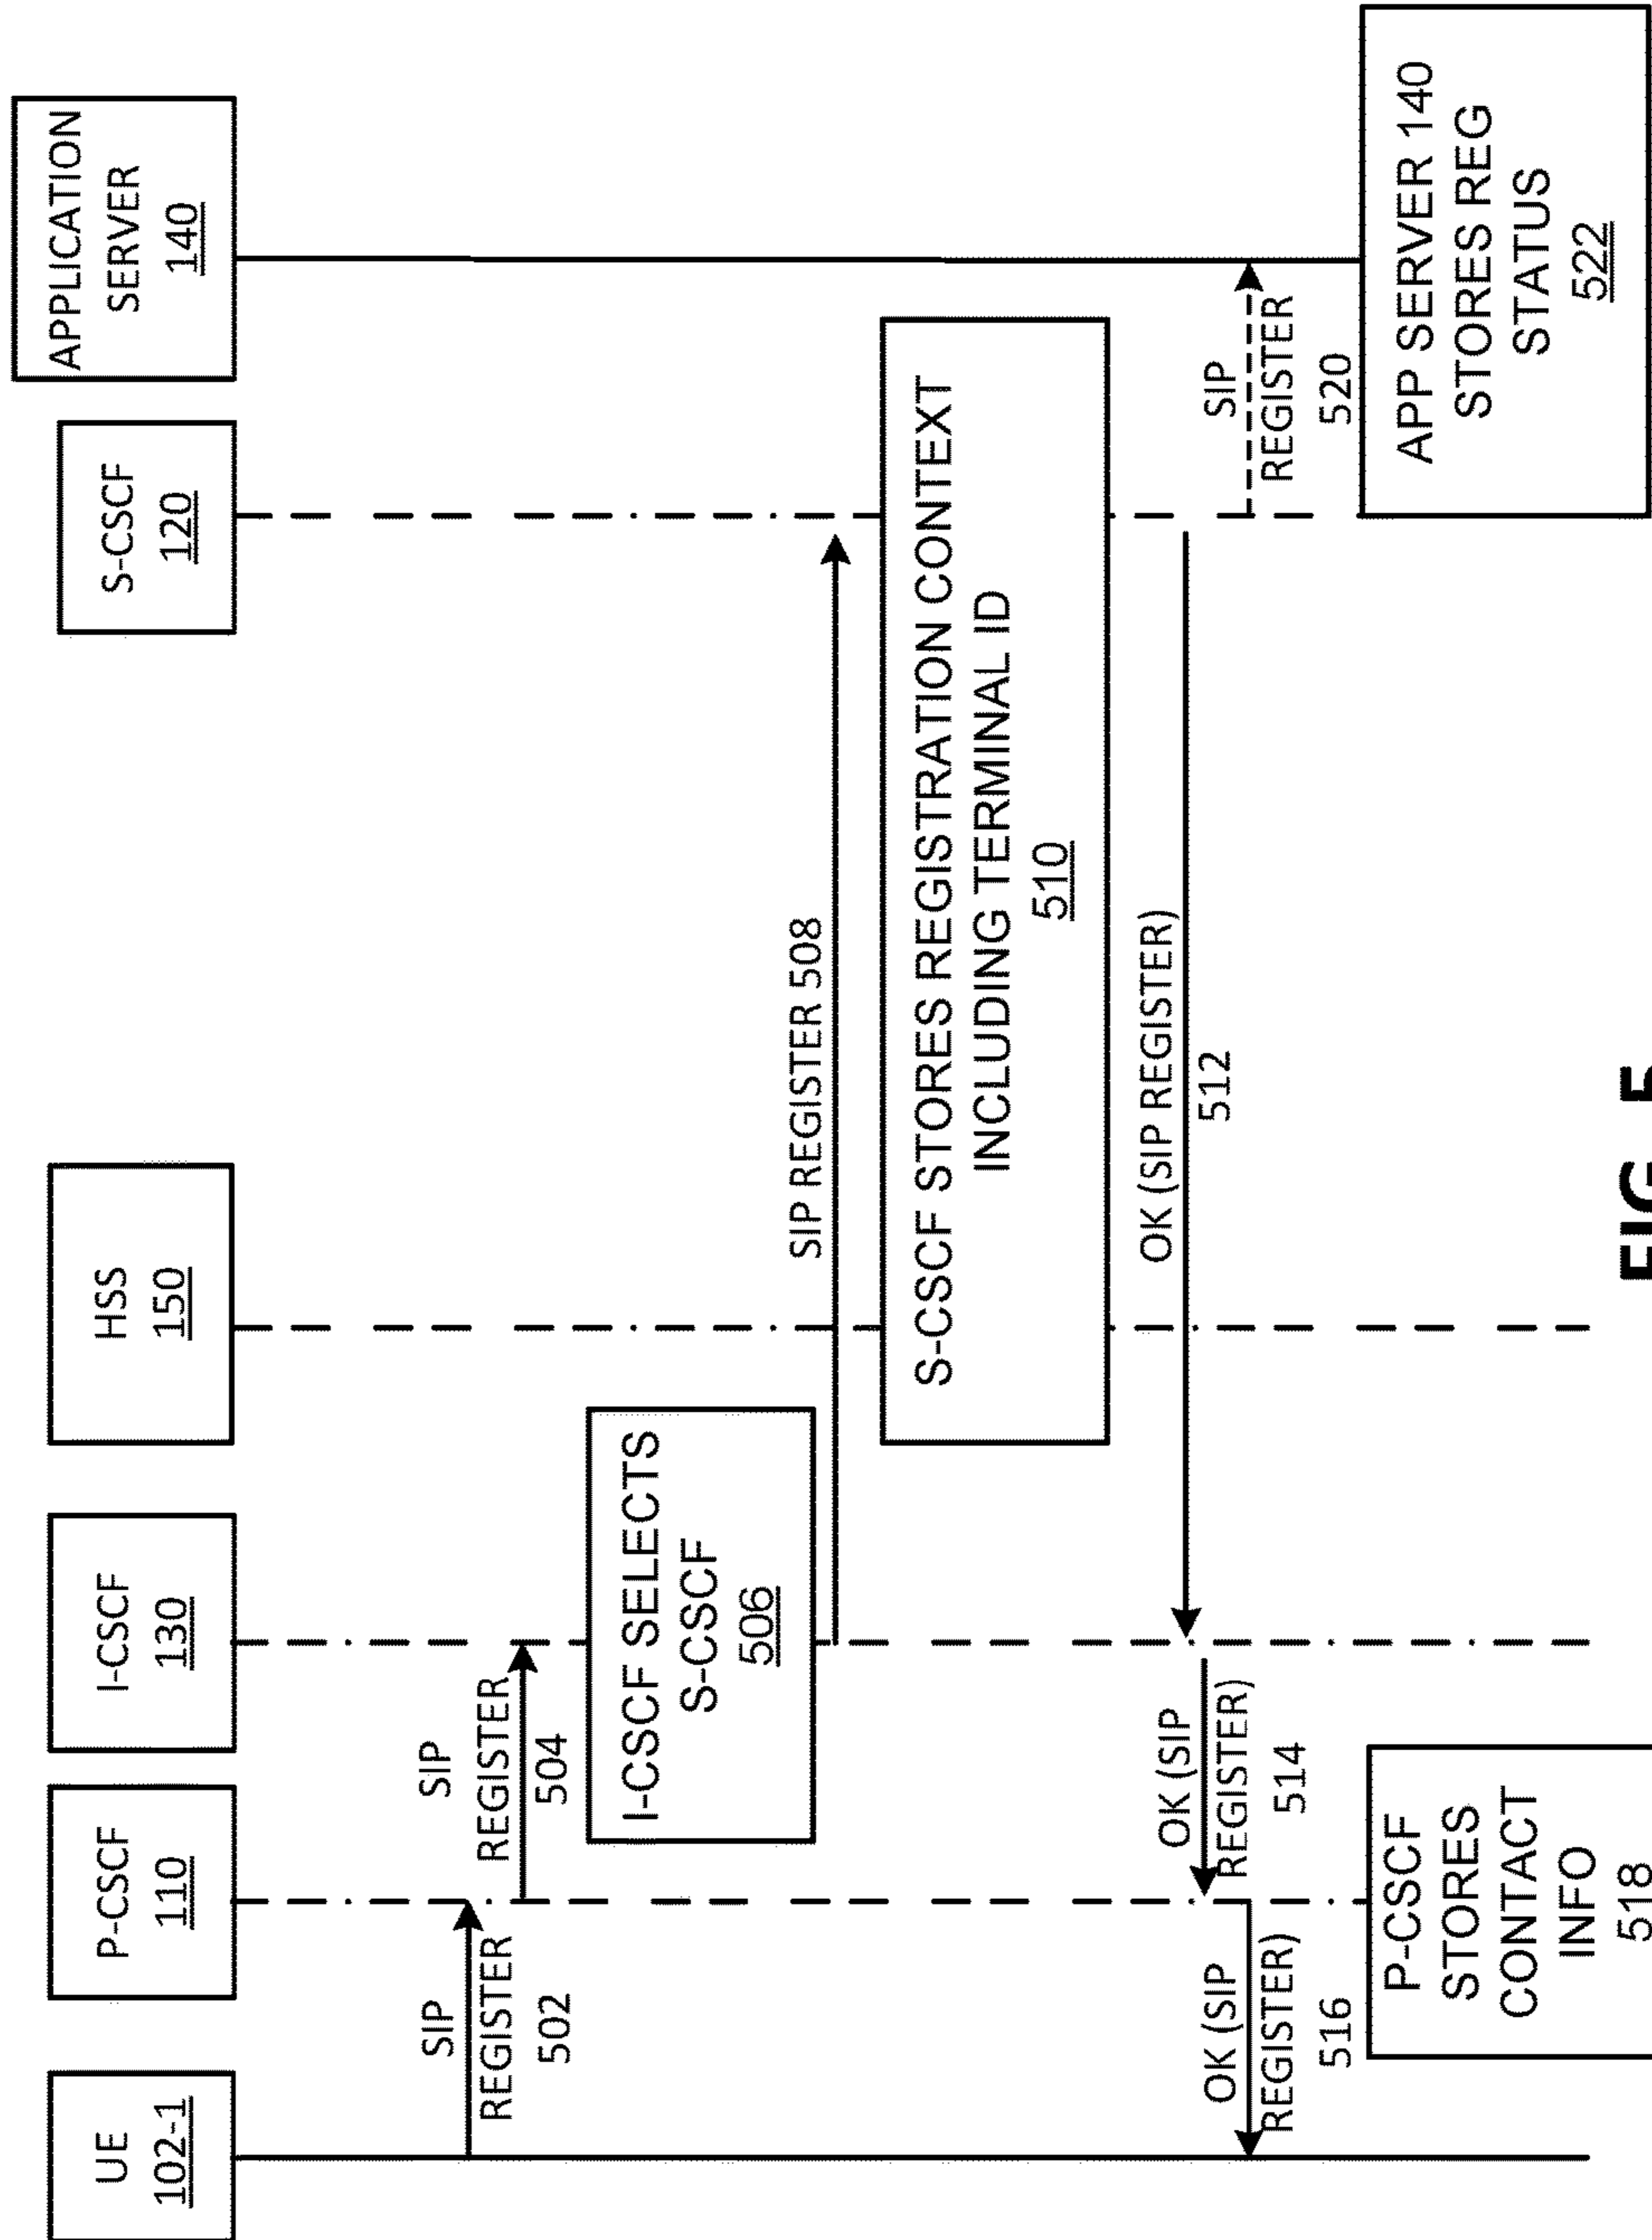 UE
102-1
P-CSCF
110
I-CSCF
130
HSS
150
S-CSCF
120
APPLICATION
SERVER
140
SIP
REGISTER
502
SIP
REGISTER
504
I-CSCF SELECTS
S-CSCF
506
SIP REGISTER 508
S-CSCF STORES REGISTRATION CONTEXT
INCLUDING TERMINAL ID
510
OK (SIP REGISTER)
512
OK (SIP
REGISTER)
514
OK (SIP
REGISTER)
516
P-CSCF
STORES
CONTACT
INFO
518
SIP
REGISTER
520
APP SERVER 140
STORES REG
STATUS
522
FIG. 5